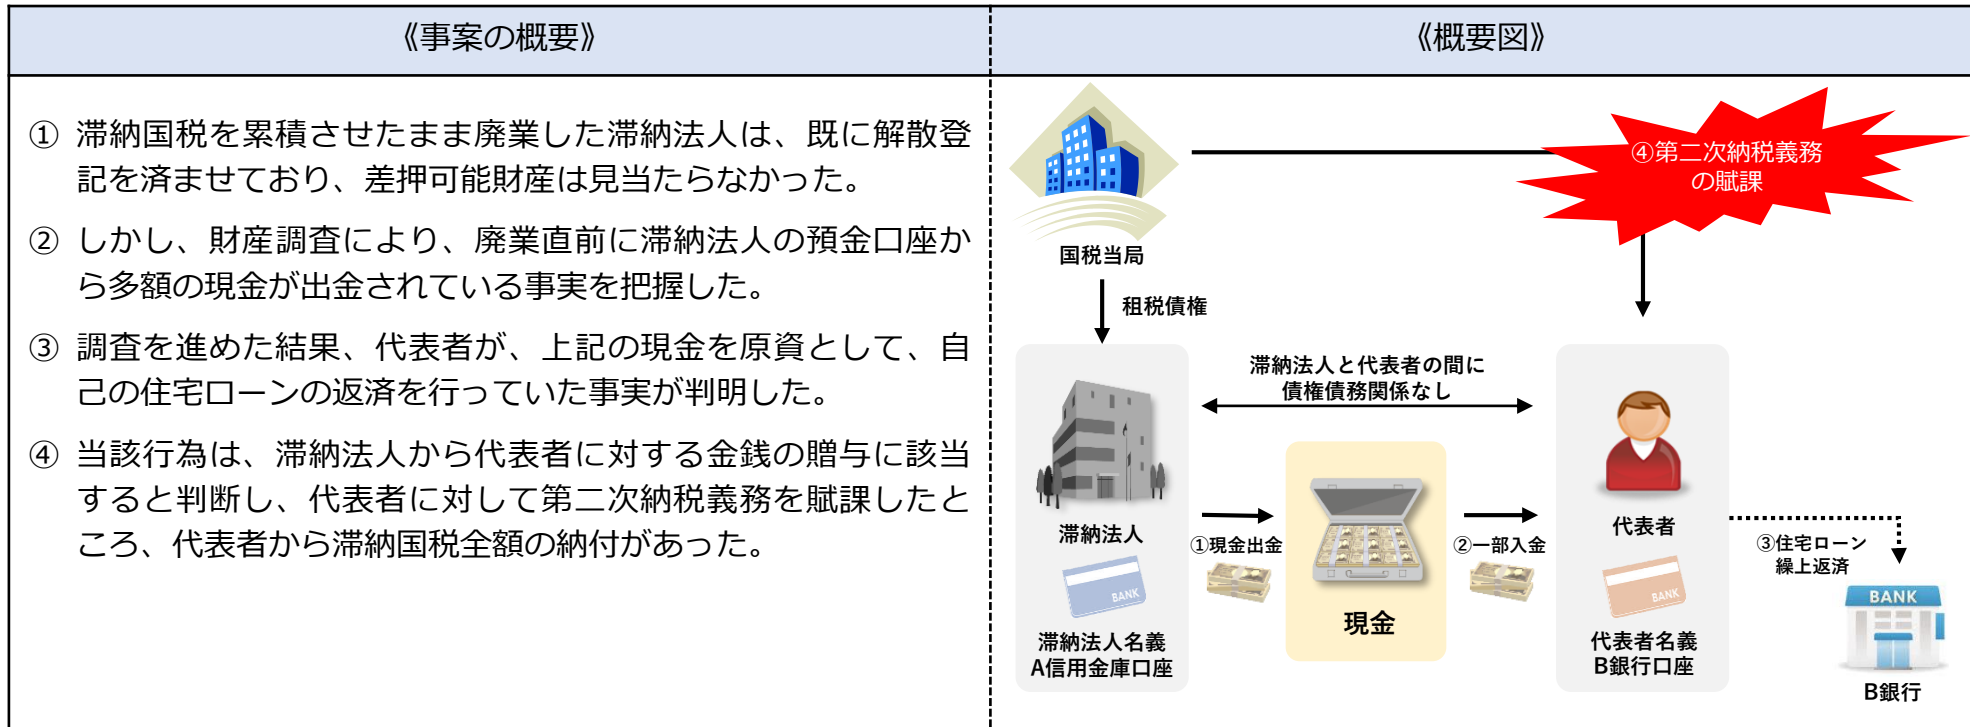 《事案の概要》
① 滞納国税を累積させたまま廃業した滞納法人は、既に解散登
記を済ませており、差押可能財産は見当たらなかった。
② しかし、財産調査により、廃業直前に滞納法人の預金口座か
ら多額の現金が出金されている事実を把握した。
③ 調査を進めた結果、代表者が、上記の現金を原資として、自
己の住宅ローンの返済を行っていた事実が判明した。
④ 当該行為は、滞納法人から代表者に対する金銭の贈与に該当
すると判断し、代表者に対して第二次納税義務を賦課したと
ころ、代表者から滞納国税全額の納付があった。
《概要図》
④第二次納税義務
の賦課
国税当局
租税債権
滞納法人と代表者の間に
債権債務関係なし
滞納法人
①現金出金
②一部入金
代表者
③住宅ローン
繰上返済
BANK
BANK
BANK
現金
滞納法人名義
A信用金庫口座
代表者名義
B銀行口座
B銀行